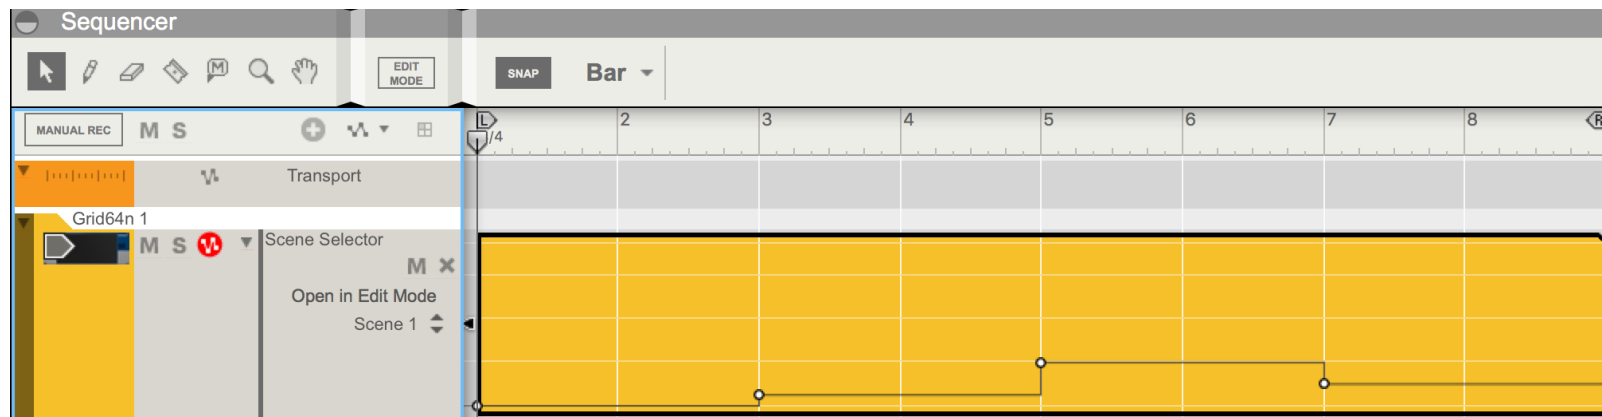 Sequencer
M
EDIT
MODE
SNAP
Bar
MANUAL REC M S
L 2 3 4 5 6 7 8 R
/4
Transport
Grid64n 1
M S Scene Selector
M
Open in Edit Mode
Scene 1